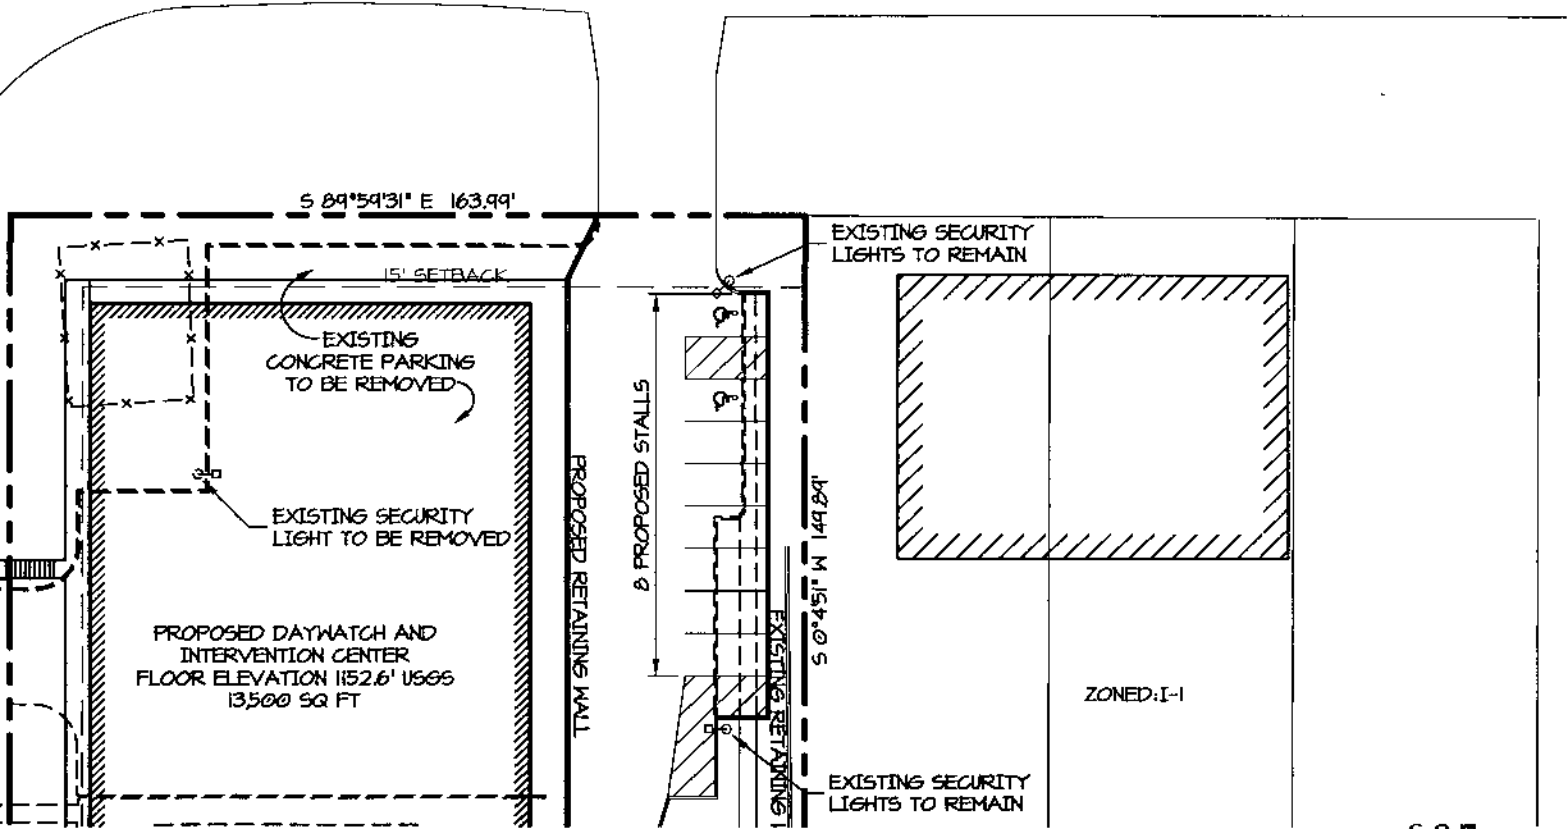 S 89°59'31" E 163.99'
EXISTING SECURITY
LIGHTS TO REMAIN
15' SETBACK
EXISTING
CONCRETE PARKING
TO BE REMOVED
8 PROPOSED STALLS
PROPOSED RETAINING WALL
S 0°4'51" W 149.89'
EXISTING SECURITY
LIGHT TO BE REMOVED
PROPOSED DAYWATCH AND
INTERVENTION CENTER
FLOOR ELEVATION 1152.6' USGS
13,500 SQ FT
EXISTING RETAINING
ZONED: I-1
EXISTING SECURITY
LIGHTS TO REMAIN